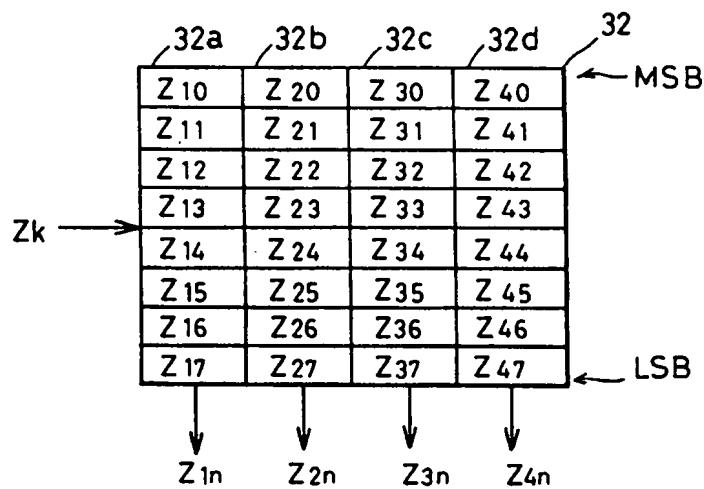 32a 32b 32c 32d 32
Z10 Z20 Z30 Z40 MSB
Z11 Z21 Z31 Z41
Z12 Z22 Z32 Z42
Z13 Z23 Z33 Z43
Zk
Z14 Z24 Z34 Z44
Z15 Z25 Z35 Z45
Z16 Z26 Z36 Z46
Z17 Z27 Z37 Z47 LSB
Z1n Z2n Z3n Z4n